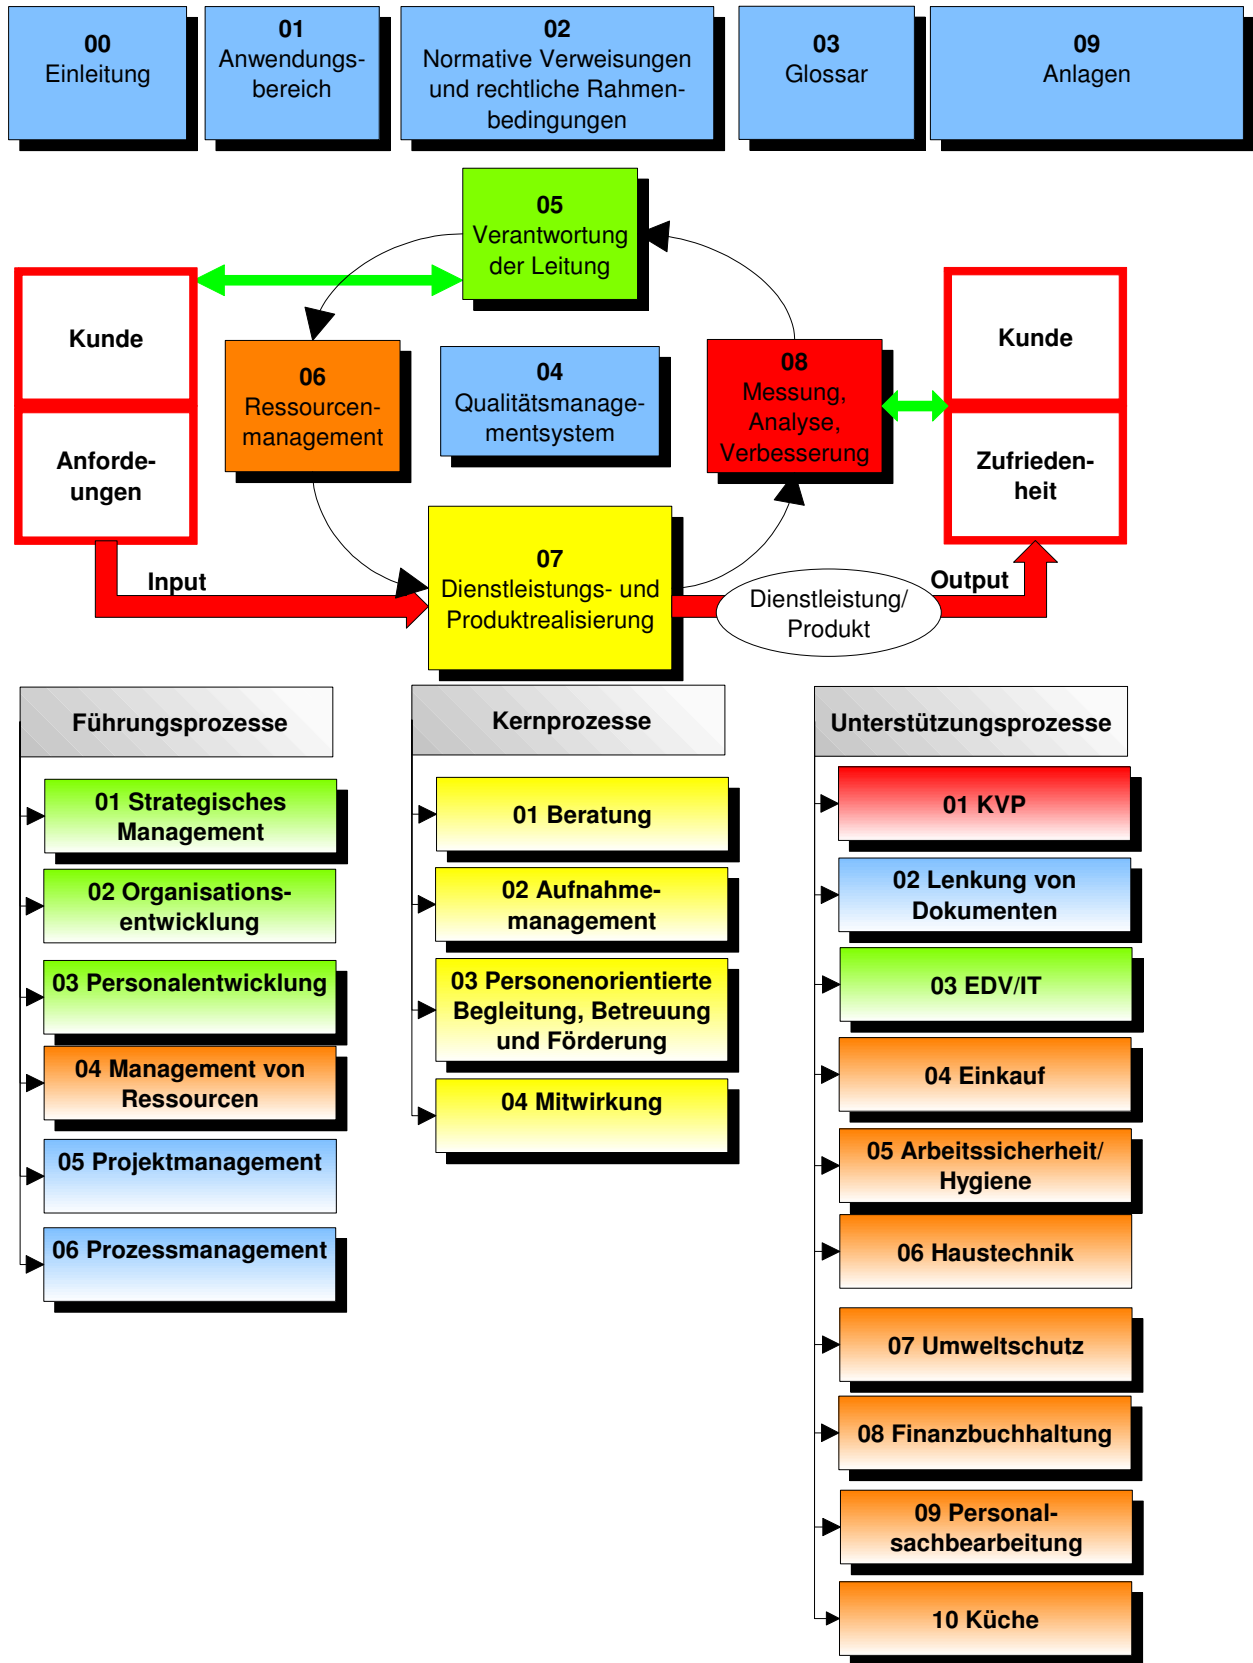 00
Einleitung
01
Anwendungs-
bereich
02
Normative Verweisungen
und rechtliche Rahmen-
bedingungen
03
Glossar
09
Anlagen
05
Verantwortung
der Leitung
Kunde
Anforde-
ungen
06
Ressourcen-
management
04
Qualitätsmanage-
mentsystem
08
Messung,
Analyse,
Verbesserung
Kunde
Zufrieden-
heit
Input
07
Dienstleistungs- und
Produktrealisierung
Dienstleistung/
Produkt
Output
Führungsprozesse
01 Strategisches
Management
02 Organisations-
entwicklung
03 Personalentwicklung
04 Management von
Ressourcen
05 Projektmanagement
06 Prozessmanagement
Kernprozesse
01 Beratung
02 Aufnahme-
management
03 Personenorientierte
Begleitung, Betreuung
und Förderung
04 Mitwirkung
Unterstützungsprozesse
01 KVP
02 Lenkung von
Dokumenten
03 EDV/IT
04 Einkauf
05 Arbeitssicherheit/
Hygiene
06 Haustechnik
07 Umweltschutz
08 Finanzbuchhaltung
09 Personal-
sachbearbeitung
10 Küche